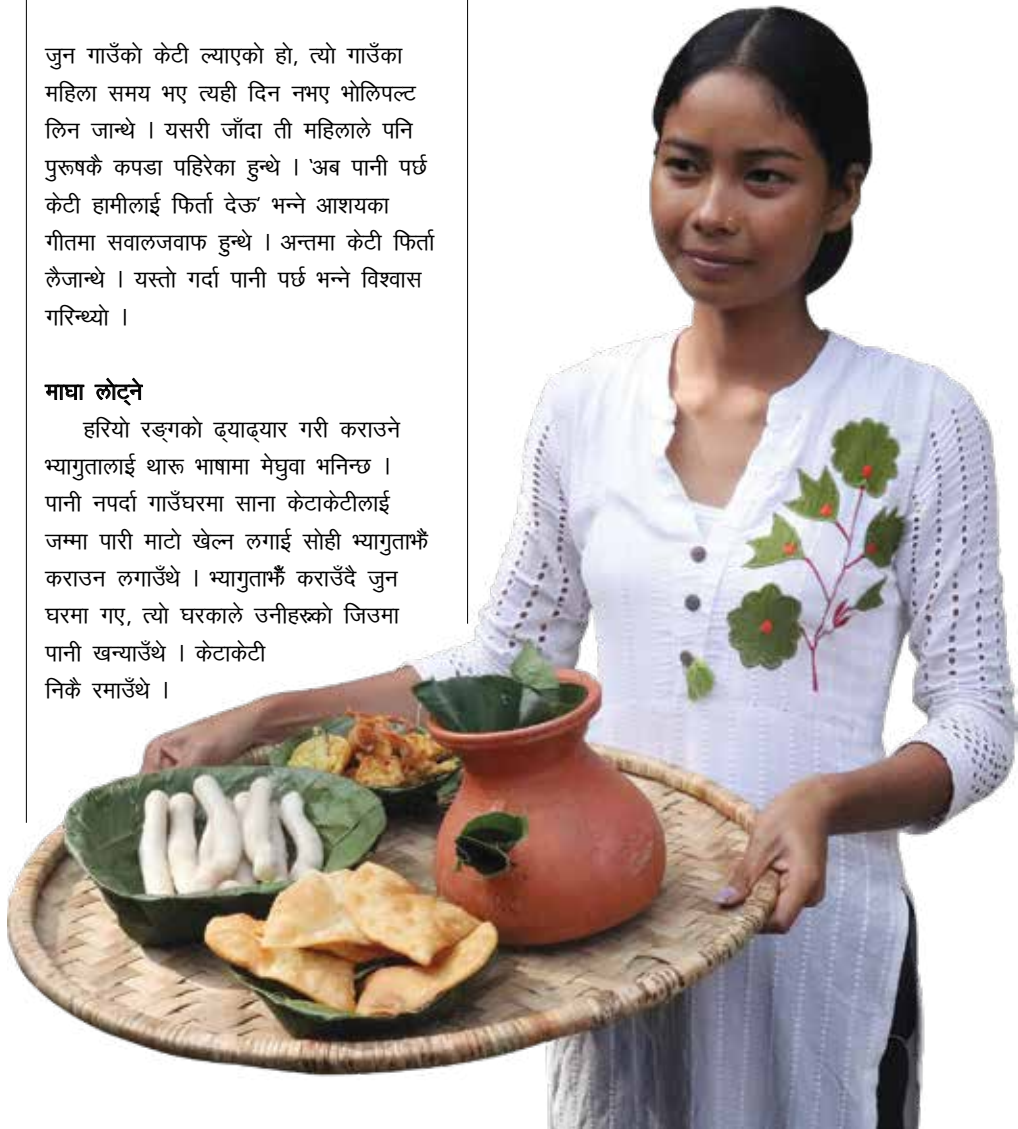 जुन गाउँको केटी ल्याएको हो, त्यो गाउँका
महिला समय भए त्यही दिन नभए भोलिपल्ट
लिन जान्थे । यसरी जाँदा ती महिलाले पनि
पुरूषकै कपडा पहिरेका हुन्थे । 'अब पानी पर्छ
केटी हामीलाई फिर्ता देऊ' भन्ने आशयका
गीतमा सवालजवाफ हुन्थे । अन्तमा केटी फिर्ता
लैजान्थे । यस्तो गर्दा पानी पर्छ भन्ने विश्वास
गरिन्थ्यो ।
माघा लोट्ने
हरियो रङ्गको ढ्याढ्यार गरी कराउने
भ्यागुतालाई थारू भाषामा मेघुवा भनिन्छ ।
पानी नपर्दा गाउँघरमा साना केटाकेटीलाई
जम्मा पारी माटो खेल्न लगाई सोही भ्यागुताझैं
कराउन लगाउँथे । भ्यागुताझैँ कराउँदै जुन
घरमा गए, त्यो घरकाले उनीहरूको जिउमा
पानी खन्याउँथे । केटाकेटी
निकै रमाउँथे ।